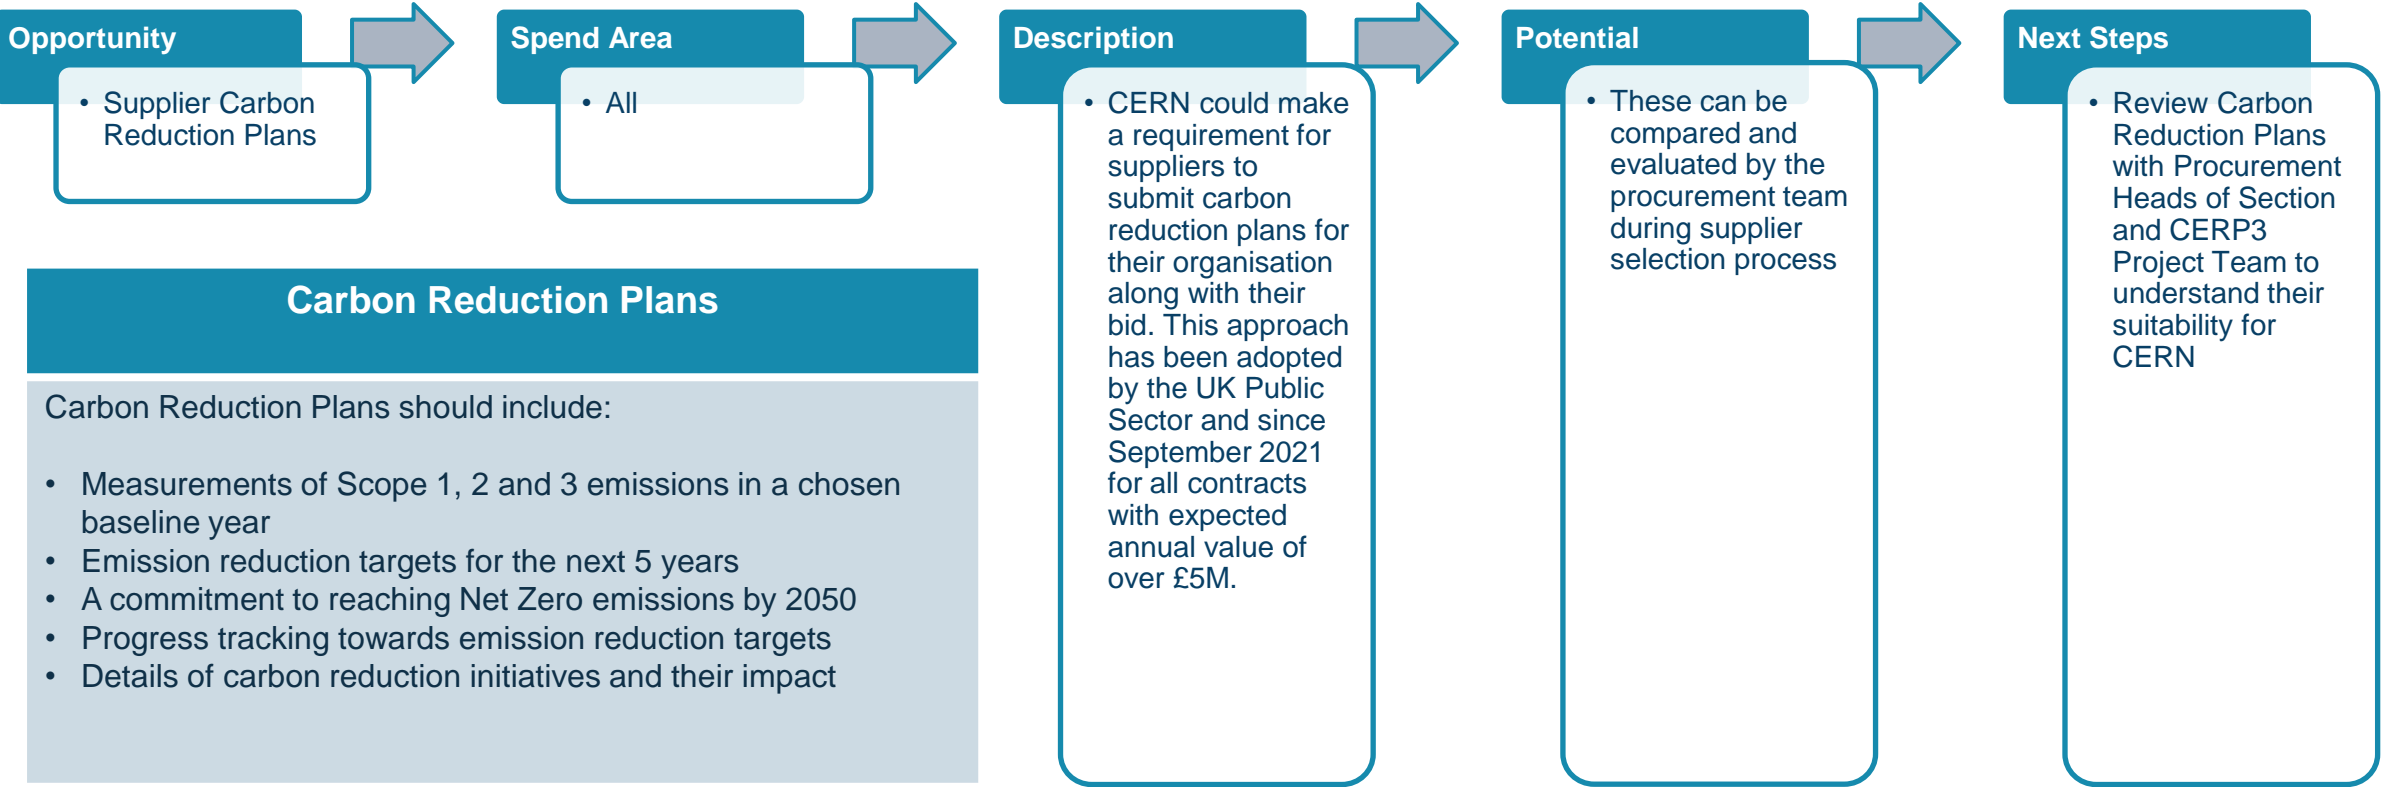 Opportunity
• Supplier Carbon
Reduction Plans
Spend Area
• All
Description
• CERN could make
a requirement for
suppliers to
submit carbon
reduction plans for
their organisation
along with their
bid. This approach
has been adopted
by the UK Public
Sector and since
September 2021
for all contracts
with expected
annual value of
over £5M.
Potential
• These can be
compared and
evaluated by the
procurement team
during supplier
selection process
Next Steps
• Review Carbon
Reduction Plans
with Procurement
Heads of Section
and CERP3
Project Team to
understand their
suitability for
CERN
Carbon Reduction Plans
Carbon Reduction Plans should include:
• Measurements of Scope 1, 2 and 3 emissions in a chosen
baseline year
• Emission reduction targets for the next 5 years
• A commitment to reaching Net Zero emissions by 2050
• Progress tracking towards emission reduction targets
• Details of carbon reduction initiatives and their impact